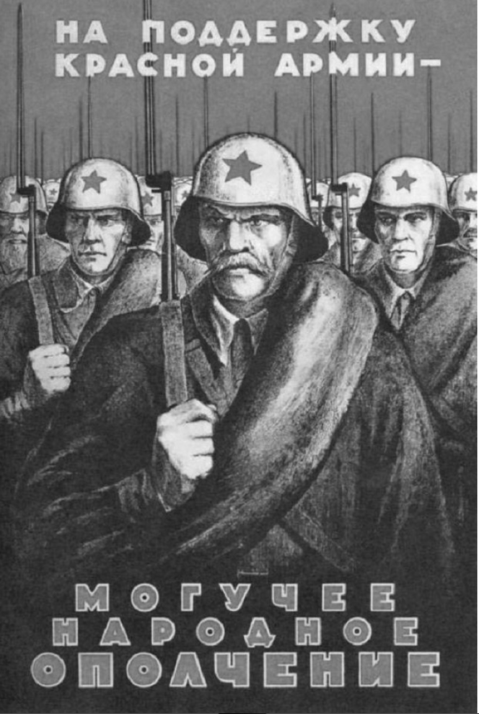 НА ПОДДЕРЖКУ
КРАСНОЙ АРМИИ—
МОГУЧЕЕ
НАРОДНОЕ
ОПОЛЧЕНИЕ